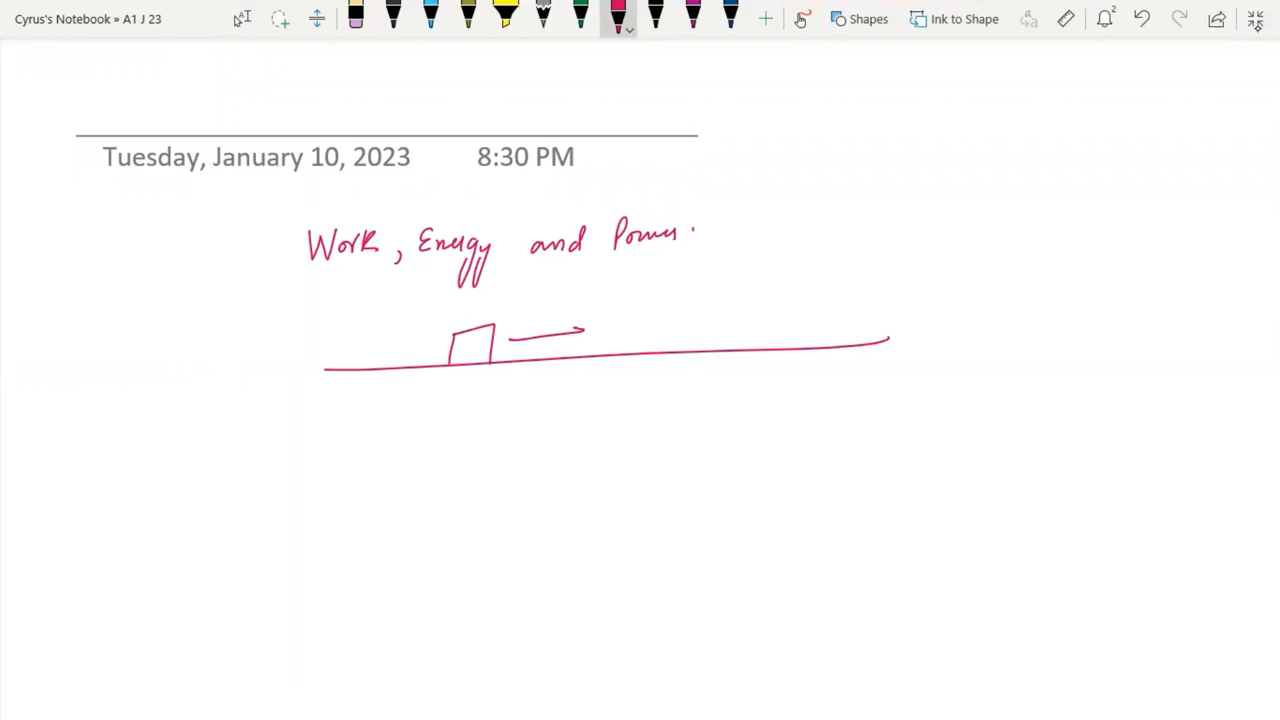 Cyrus's Notebook » A1 J 23
2
Shapes
Ink to Shape
Tuesday, January 10, 2023 8:30 PM
Work, Energy and Power.